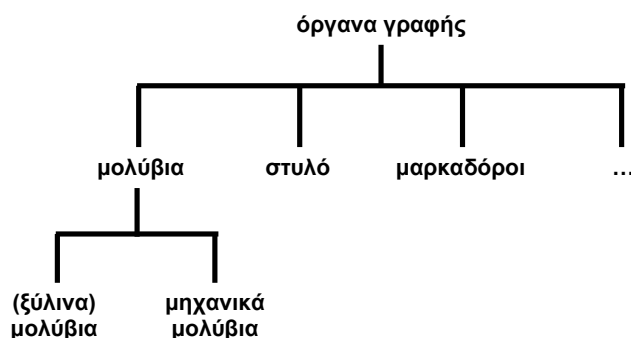 όργανα γραφής
μολύβια στυλό μαρκαδόροι ...
(ξύλινα) μηχανικά
μολύβια μολύβια